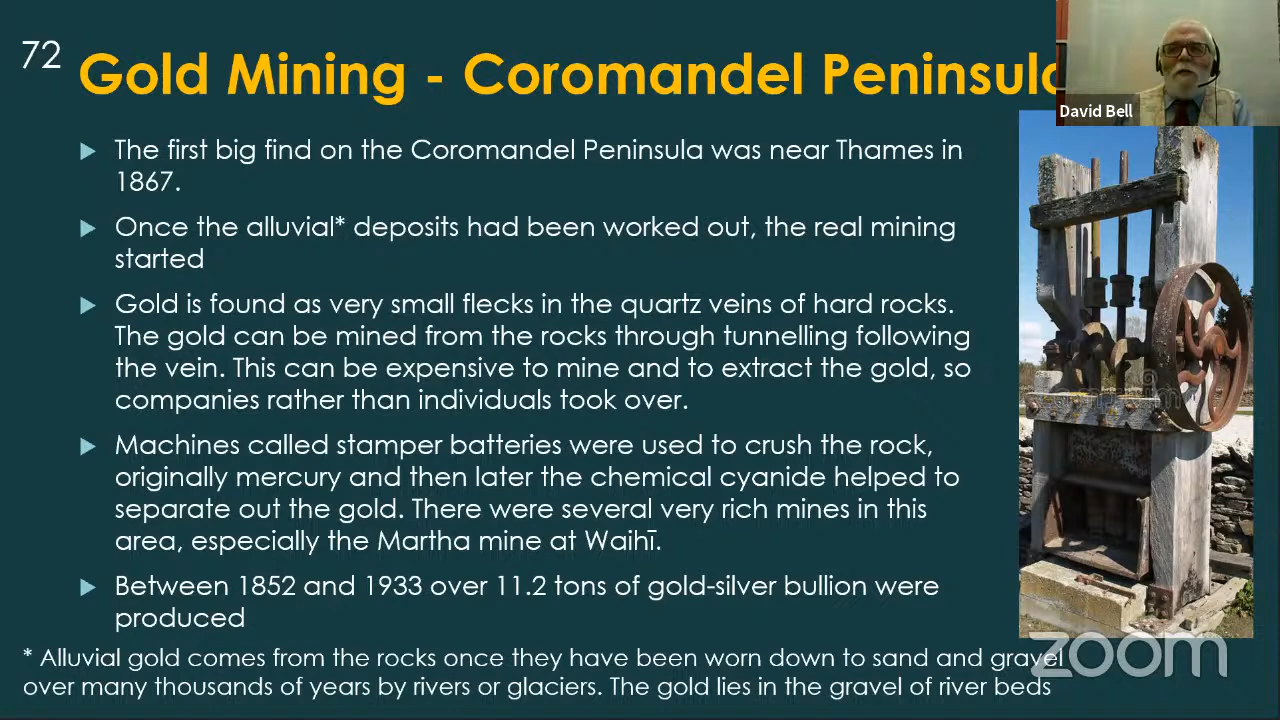 72
Gold Mining - Coromandel Peninsula
David Bell
The first big find on the Coromandel Peninsula was near Thames in
1867.
Once the alluvial* deposits had been worked out, the real mining
started
Gold is found as very small flecks in the quartz veins of hard rocks.
The gold can be mined from the rocks through tunnelling following
the vein. This can be expensive to mine and to extract the gold, so
companies rather than individuals took over.
Machines called stamper batteries were used to crush the rock,
originally mercury and then later the chemical cyanide helped to
separate out the gold. There were several very rich mines in this
area, especially the Martha mine at Waihī.
Between 1852 and 1933 over 11.2 tons of gold-silver bullion were
produced
* Alluvial gold comes from the rocks once they have been worn down to sand and gravel
over many thousands of years by rivers or glaciers. The gold lies in the gravel of river beds
zoom